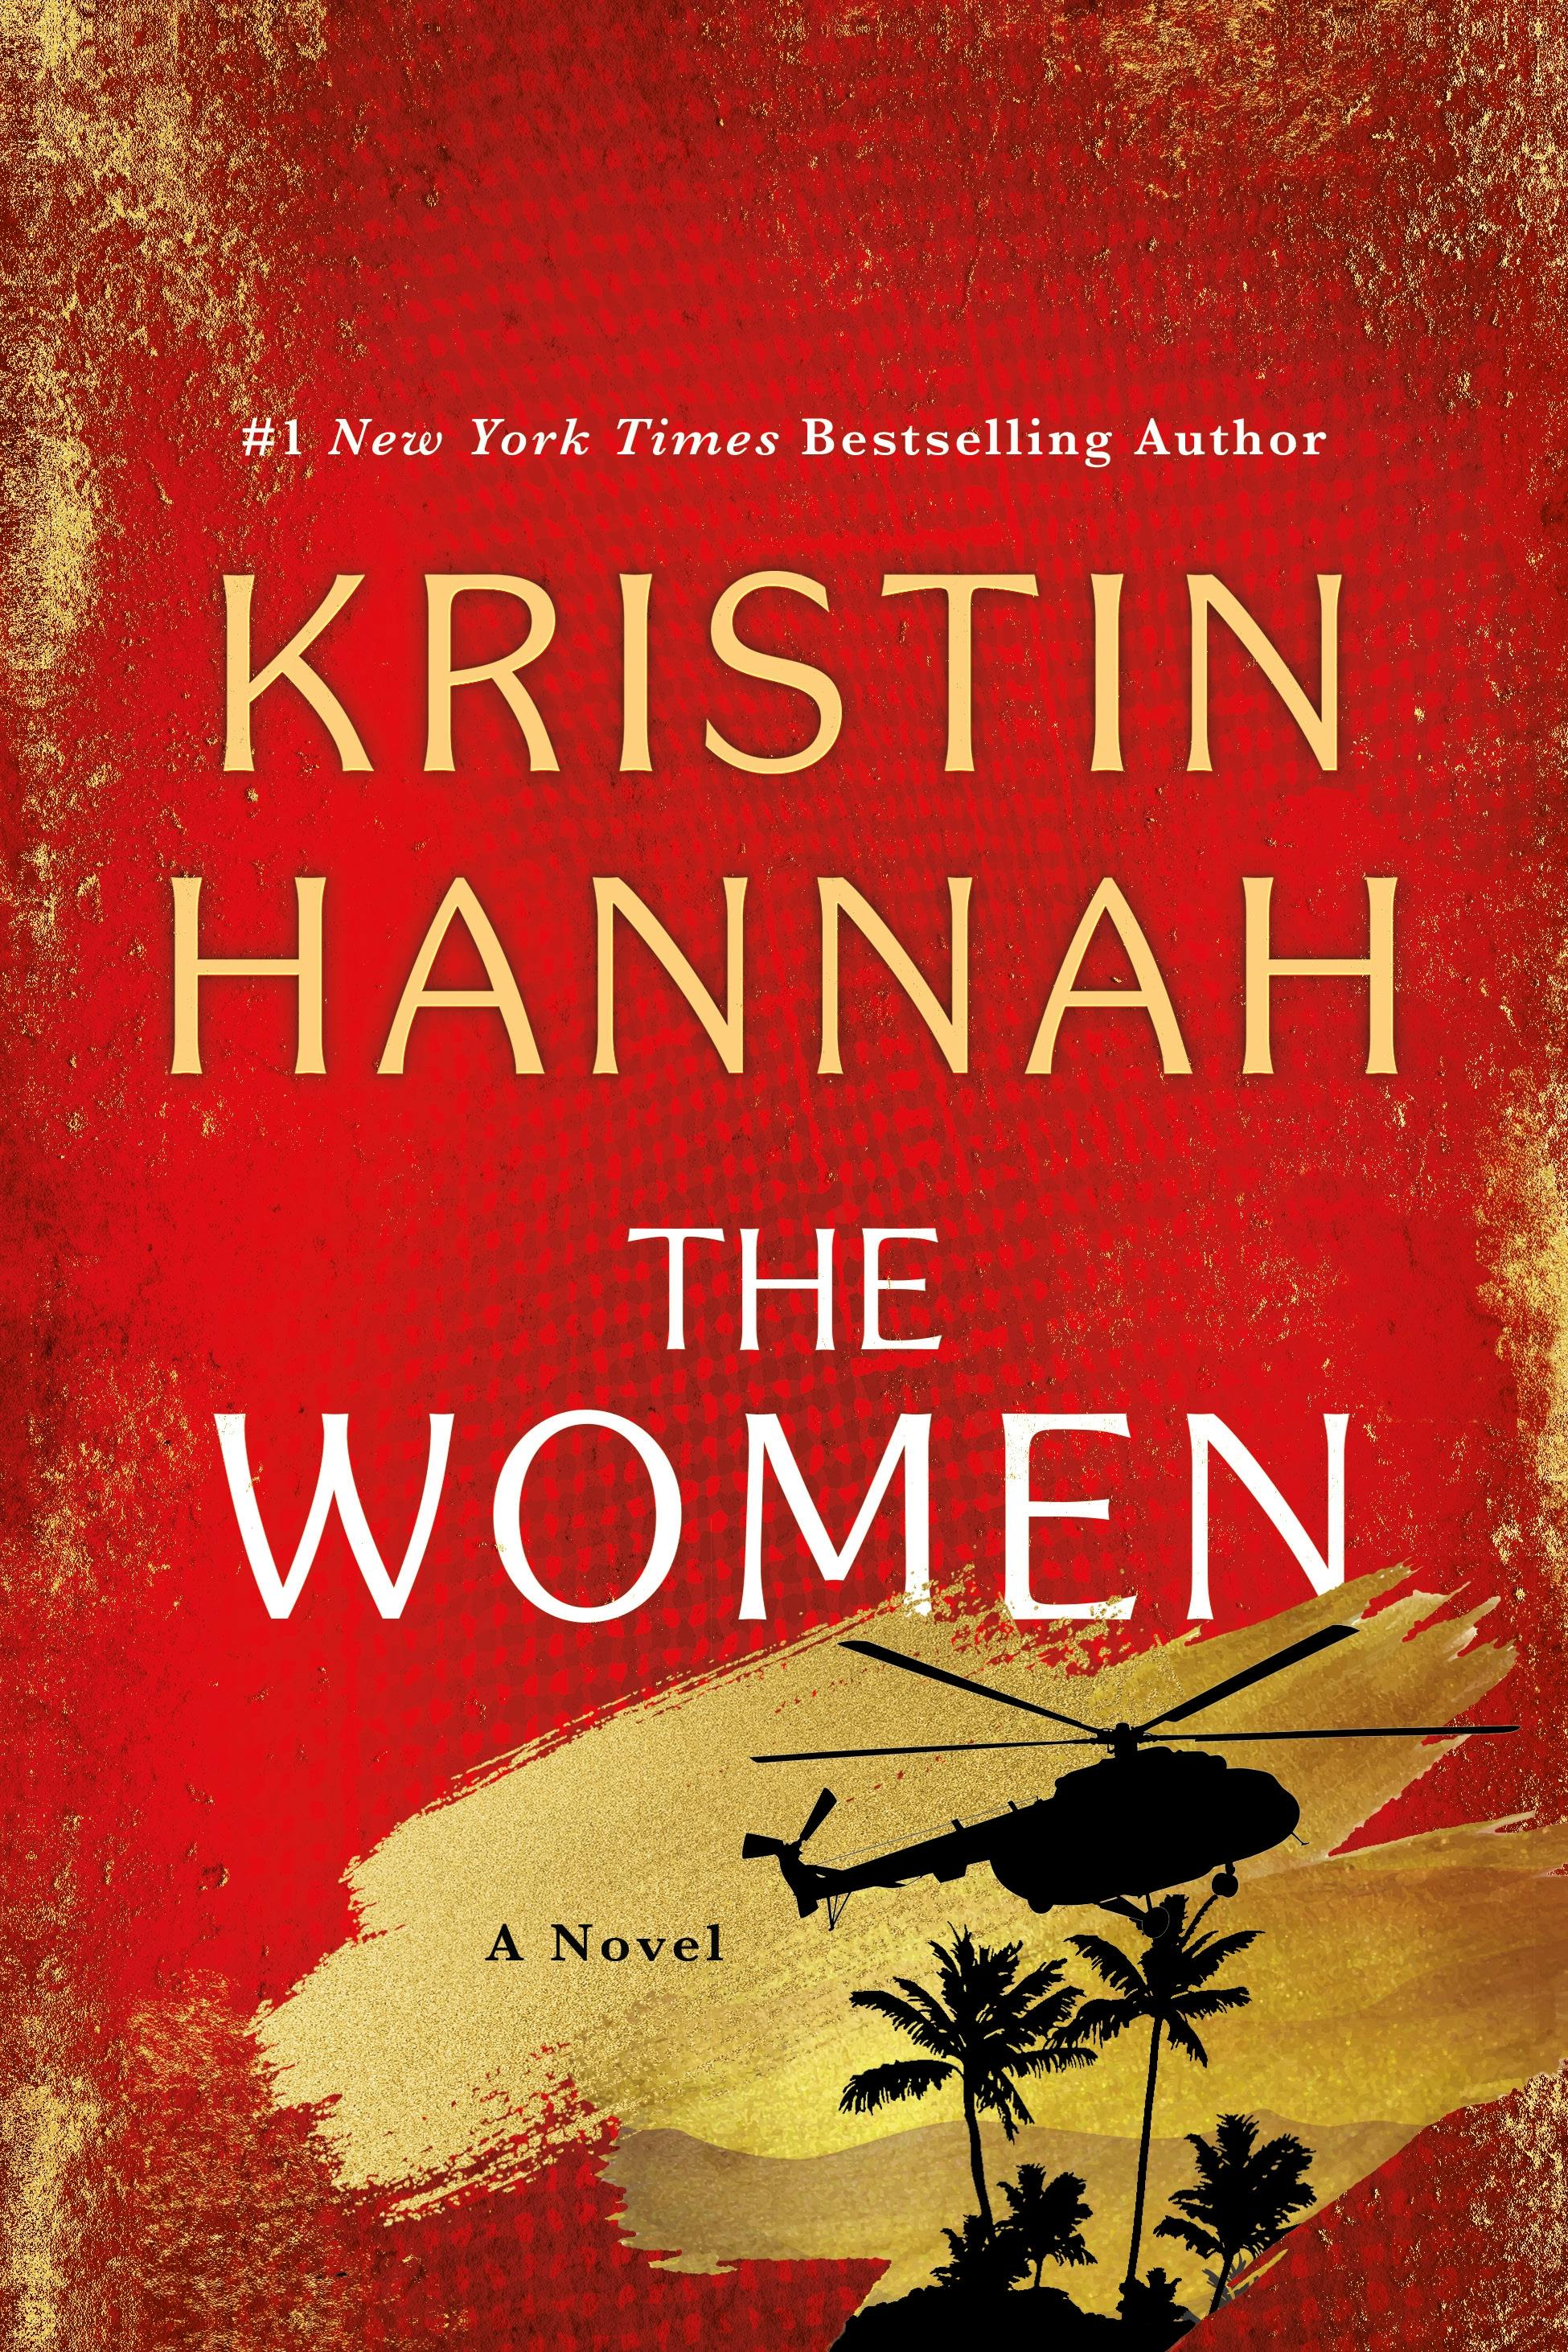 #1 New York Times Bestselling Author
KRISTIN
HANNAH
THE
WOMEN
A Novel